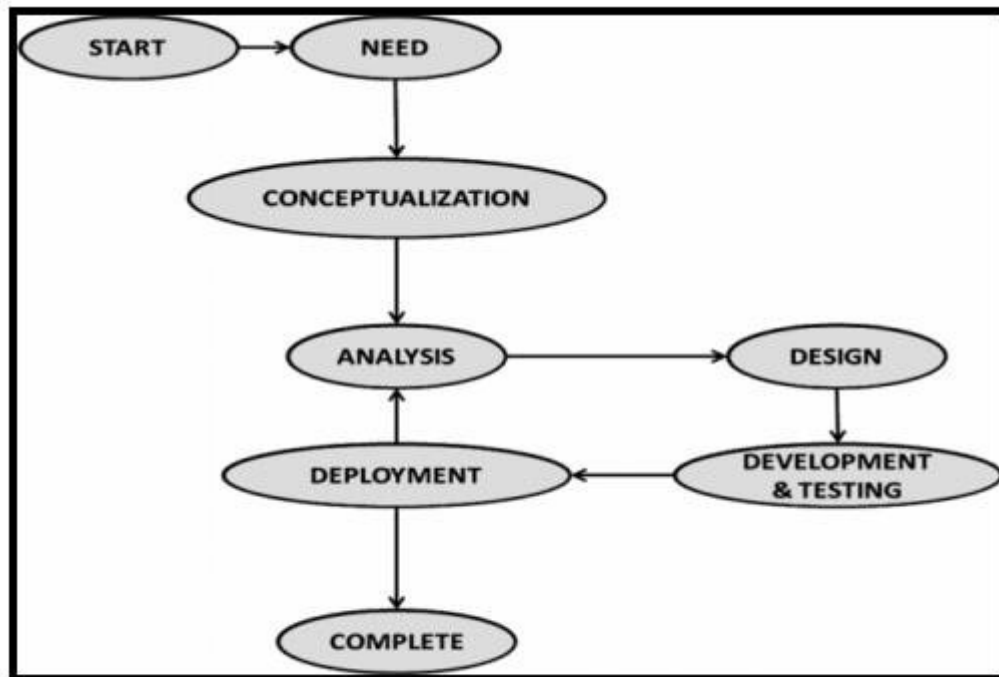 START
NEED
CONCEPTUALIZATION
ANALYSIS
DESIGN
DEPLOYMENT
DEVELOPMENT
& TESTING
COMPLETE